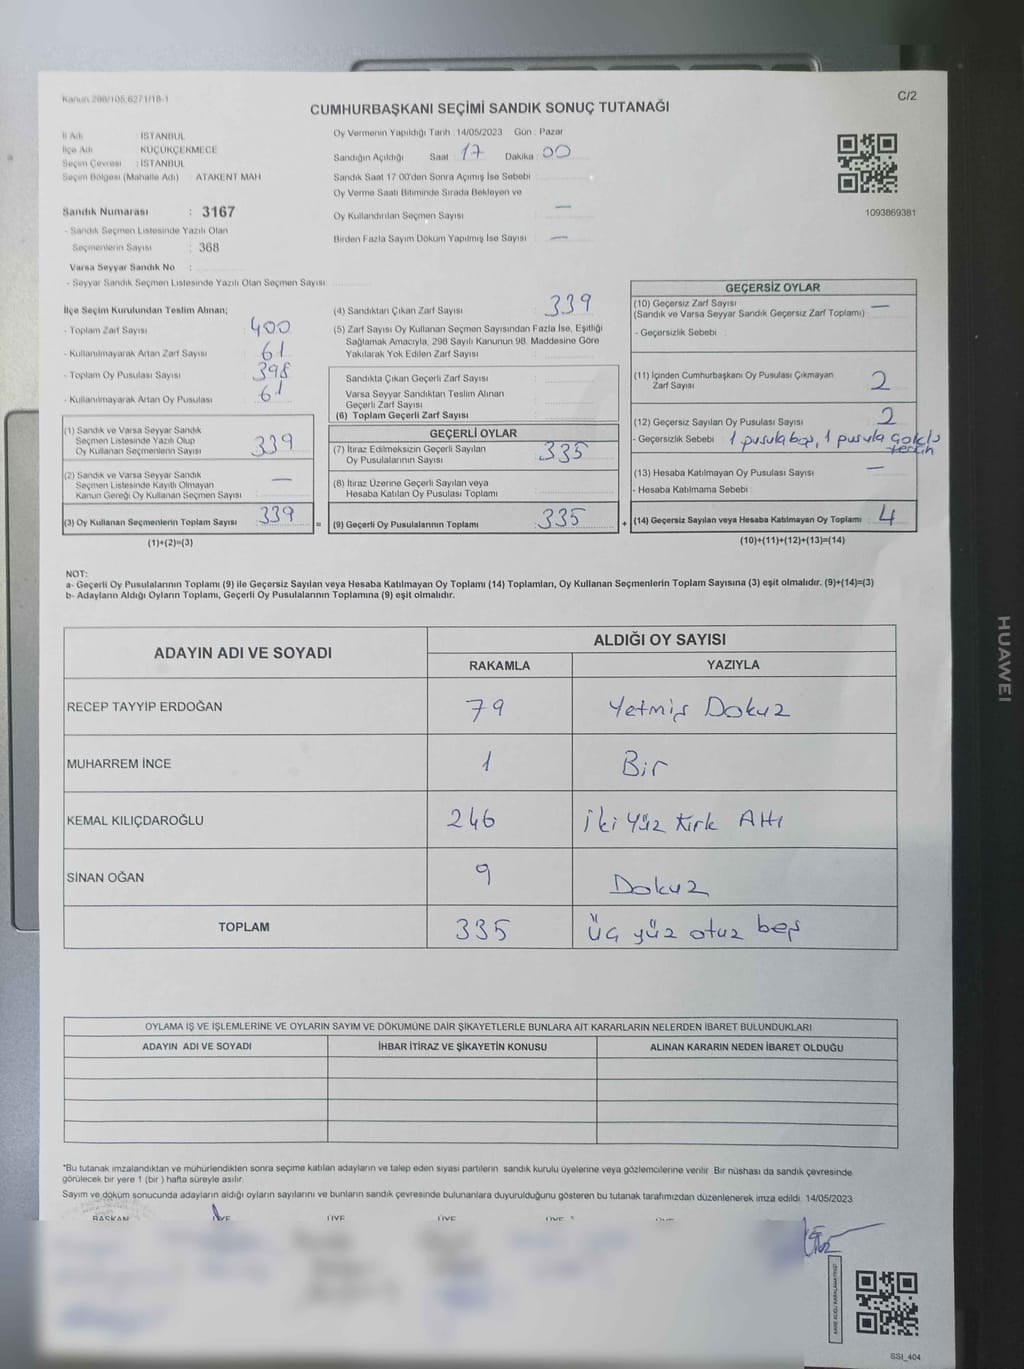 Kanun 298/105,6271/18-1
C/2
CUMHURBAŞKANI SEÇİMİ SANDIK SONUÇ TUTANAĞI
İl Adı : İSTANBUL
İlçe Adı : KÜÇÜKÇEKMECE
Seçim Çevresi : İSTANBUL
Seçim Bölgesi (Mahalle Adı) : ATAKENT MAH
Sandık Numarası : 3167
- Sandık Seçmen Listesinde Yazılı Olan
Seçmenlerin Sayısı : 368
Varsa Seyyar Sandık No :
- Seyyar Sandık Seçmen Listesinde Yazılı Olan Seçmen Sayısı
Oy Vermenin Yapıldığı Tarih : 14/05/2023 Gün : Pazar
Sandığın Açıldığı Saat 17 Dakika 00
Sandık Saat 17 00'den Sonra Açılmış İse Sebebi
Oy Verme Saati Bitiminde Sırada Bekleyen ve
Oy Kullandırılan Seçmen Sayısı —
Birden Fazla Sayım Döküm Yapılmış İse Sayısı —
1093869381
İlçe Seçim Kurulundan Teslim Alınan;
- Toplam Zarf Sayısı 400
- Kullanılmayarak Artan Zarf Sayısı 61
- Toplam Oy Pusulası Sayısı 398
- Kullanılmayarak Artan Oy Pusulası 61
(1) Sandık ve Varsa Seyyar Sandık
Seçmen Listesinde Yazılı Olup
Oy Kullanan Seçmenlerin Sayısı 339
(2) Sandık ve Varsa Seyyar Sandık
Seçmen Listesinde Kayıtlı Olmayan
Kanun Gereği Oy Kullanan Seçmen Sayısı —
(3) Oy Kullanan Seçmenlerin Toplam Sayısı 339
(1)+(2)=(3)
=
(4) Sandıktan Çıkan Zarf Sayısı 339
(5) Zarf Sayısı Oy Kullanan Seçmen Sayısından Fazla İse, Eşitliği
Sağlamak Amacıyla, 298 Sayılı Kanunun 98. Maddesine Göre
Yakılarak Yok Edilen Zarf Sayısı
Sandıkta Çıkan Geçerli Zarf Sayısı
Varsa Seyyar Sandıktan Teslim Alınan
Geçerli Zarf Sayısı
(6) Toplam Geçerli Zarf Sayısı
GEÇERLİ OYLAR
(7) İtiraz Edilmeksizin Geçerli Sayılan
Oy Pusulalarının Sayısı 335
(8) İtiraz Üzerine Geçerli Sayılan veya
Hesaba Katılan Oy Pusulası Toplamı
(9) Geçerli Oy Pusulalarının Toplamı 335
+
GEÇERSİZ OYLAR
(10) Geçersiz Zarf Sayısı
(Sandık ve Varsa Seyyar Sandık Geçersiz Zarf Toplamı) —
- Geçersizlik Sebebi
(11) İçinden Cumhurbaşkanı Oy Pusulası Çıkmayan
Zarf Sayısı 2
(12) Geçersiz Sayılan Oy Pusulası Sayısı 2
- Geçersizlik Sebebi 1 pusula boş, 1 pusula çoklu
tercih
(13) Hesaba Katılmayan Oy Pusulası Sayısı —
- Hesaba Katılmama Sebebi
(14) Geçersiz Sayılan veya Hesaba Katılmayan Oy Toplamı 4
(10)+(11)+(12)+(13)=(14)
NOT:
a- Geçerli Oy Pusulalarının Toplamı (9) ile Geçersiz Sayılan veya Hesaba Katılmayan Oy Toplamı (14) Toplamları, Oy Kullanan Seçmenlerin Toplam Sayısına (3) eşit olmalıdır. (9)+(14)=(3)
b- Adayların Aldığı Oyların Toplamı, Geçerli Oy Pusulalarının Toplamına (9) eşit olmalıdır.
ADAYIN ADI VE SOYADI ALDIĞI OY SAYISI
RAKAMLA YAZIYLA
RECEP TAYYİP ERDOĞAN 79 Yetmiş Dokuz
MUHARREM İNCE 1 Bir
KEMAL KILIÇDAROĞLU 246 İki Yüz Kırk Altı
SİNAN OĞAN 9 Dokuz
TOPLAM 335 Üç yüz otuz beş
OYLAMA İŞ VE İŞLEMLERİNE VE OYLARIN SAYIM VE DÖKÜMÜNE DAİR ŞİKAYETLERLE BUNLARA AİT KARARLARIN NELERDEN İBARET BULUNDUKLARI
ADAYIN ADI VE SOYADI İHBAR İTİRAZ VE ŞİKAYETİN KONUSU ALINAN KARARIN NEDEN İBARET OLDUĞU
*Bu tutanak imzalandıktan ve mühürlendikten sonra seçime katılan adayların ve talep eden siyasi partilerin sandık kurulu üyelerine veya gözlemcilerine verilir. Bir nüshası da sandık çevresinde
görülecek bir yere 1 (bir) hafta süreyle asılır.
Sayım ve döküm sonucunda adayların aldığı oyların sayılarını ve bunların sandık çevresinde bulunanlara duyurulduğunu gösteren bu tutanak tarafımızdan düzenlenerek imza edildi. 14/05/2023
BAŞKAN ÜYE ÜYE ÜYE ÜYE ÜYE
SSI_404
HUAWEI